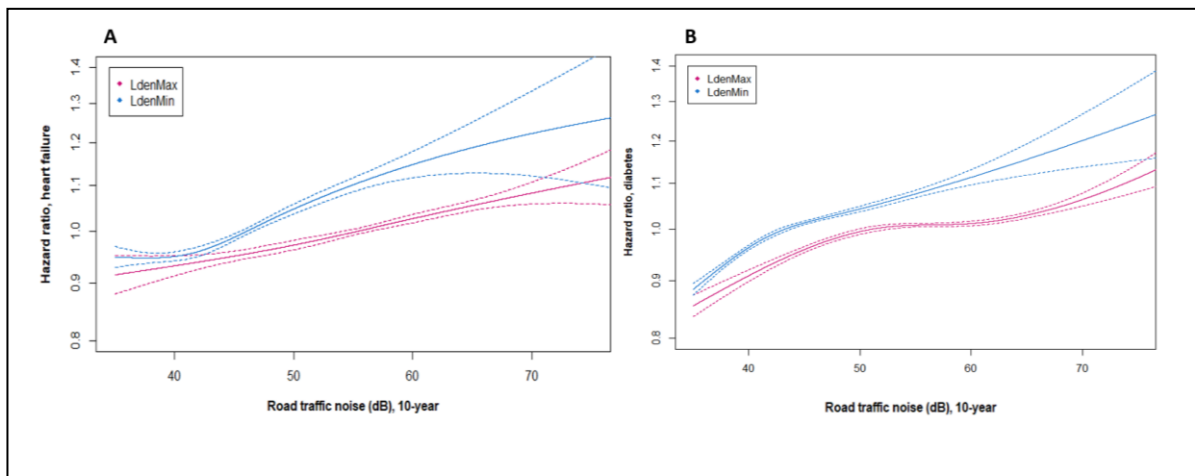 A
LdenMax
LdenMin
Hazard ratio, heart failure
1.4
1.3
1.2
1.1
1.0
0.9
0.8
40 50 60 70
Road traffic noise (dB), 10-year
B
LdenMax
LdenMin
Hazard ratio, diabetes
1.4
1.3
1.2
1.1
1.0
0.9
0.8
40 50 60 70
Road traffic noise (dB), 10-year